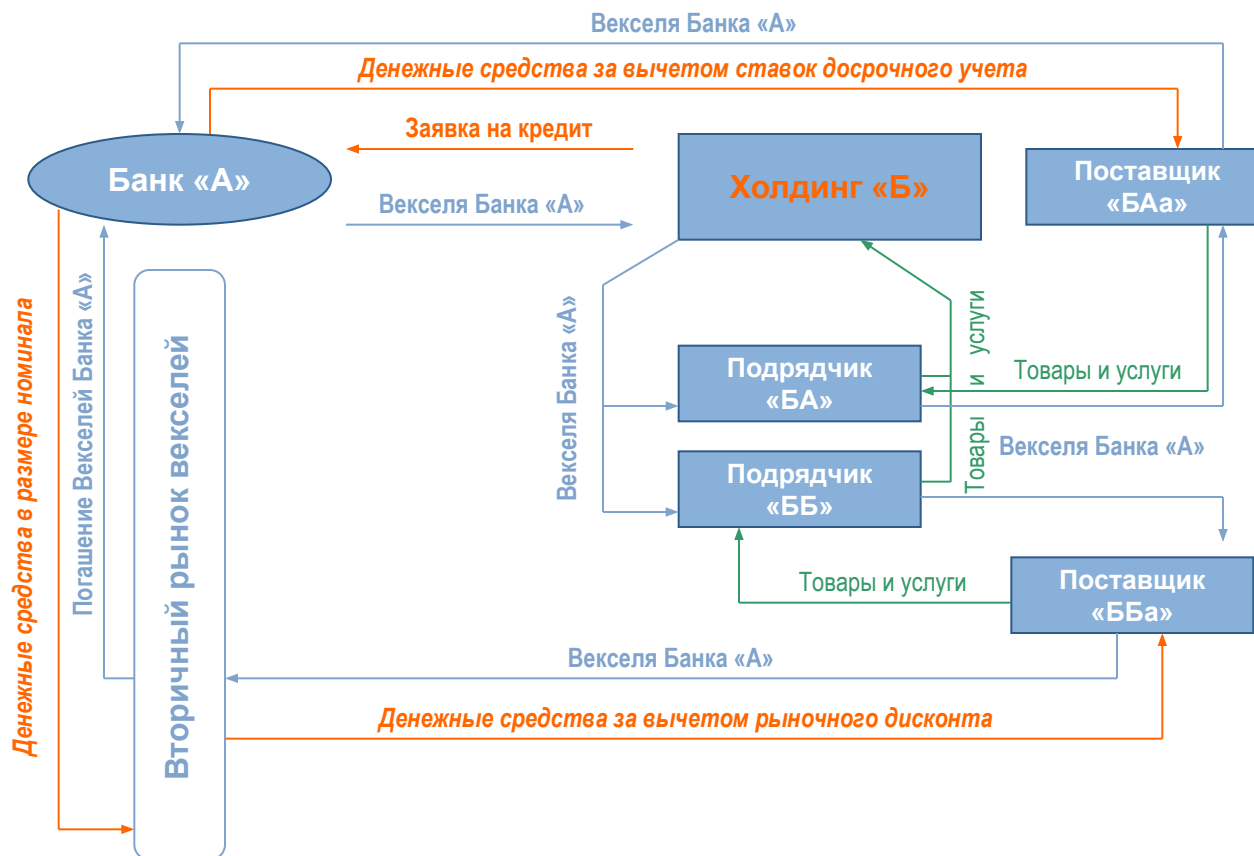 Векселя Банка «А»
Денежные средства за вычетом ставок досрочного учета
Заявка на кредит
Банк «А»
Холдинг «Б»
Поставщик
«БАа»
Векселя Банка «А»
Денежные средства в размере номинала
Погашение Векселей Банка «А»
Вторичный рынок векселей
Векселя Банка «А»
Товары и услуги
Подрядчик
«БА»
Товары и услуги
Векселя Банка «А»
Подрядчик
«ББ»
Товары и услуги
Поставщик
«ББа»
Векселя Банка «А»
Денежные средства за вычетом рыночного дисконта